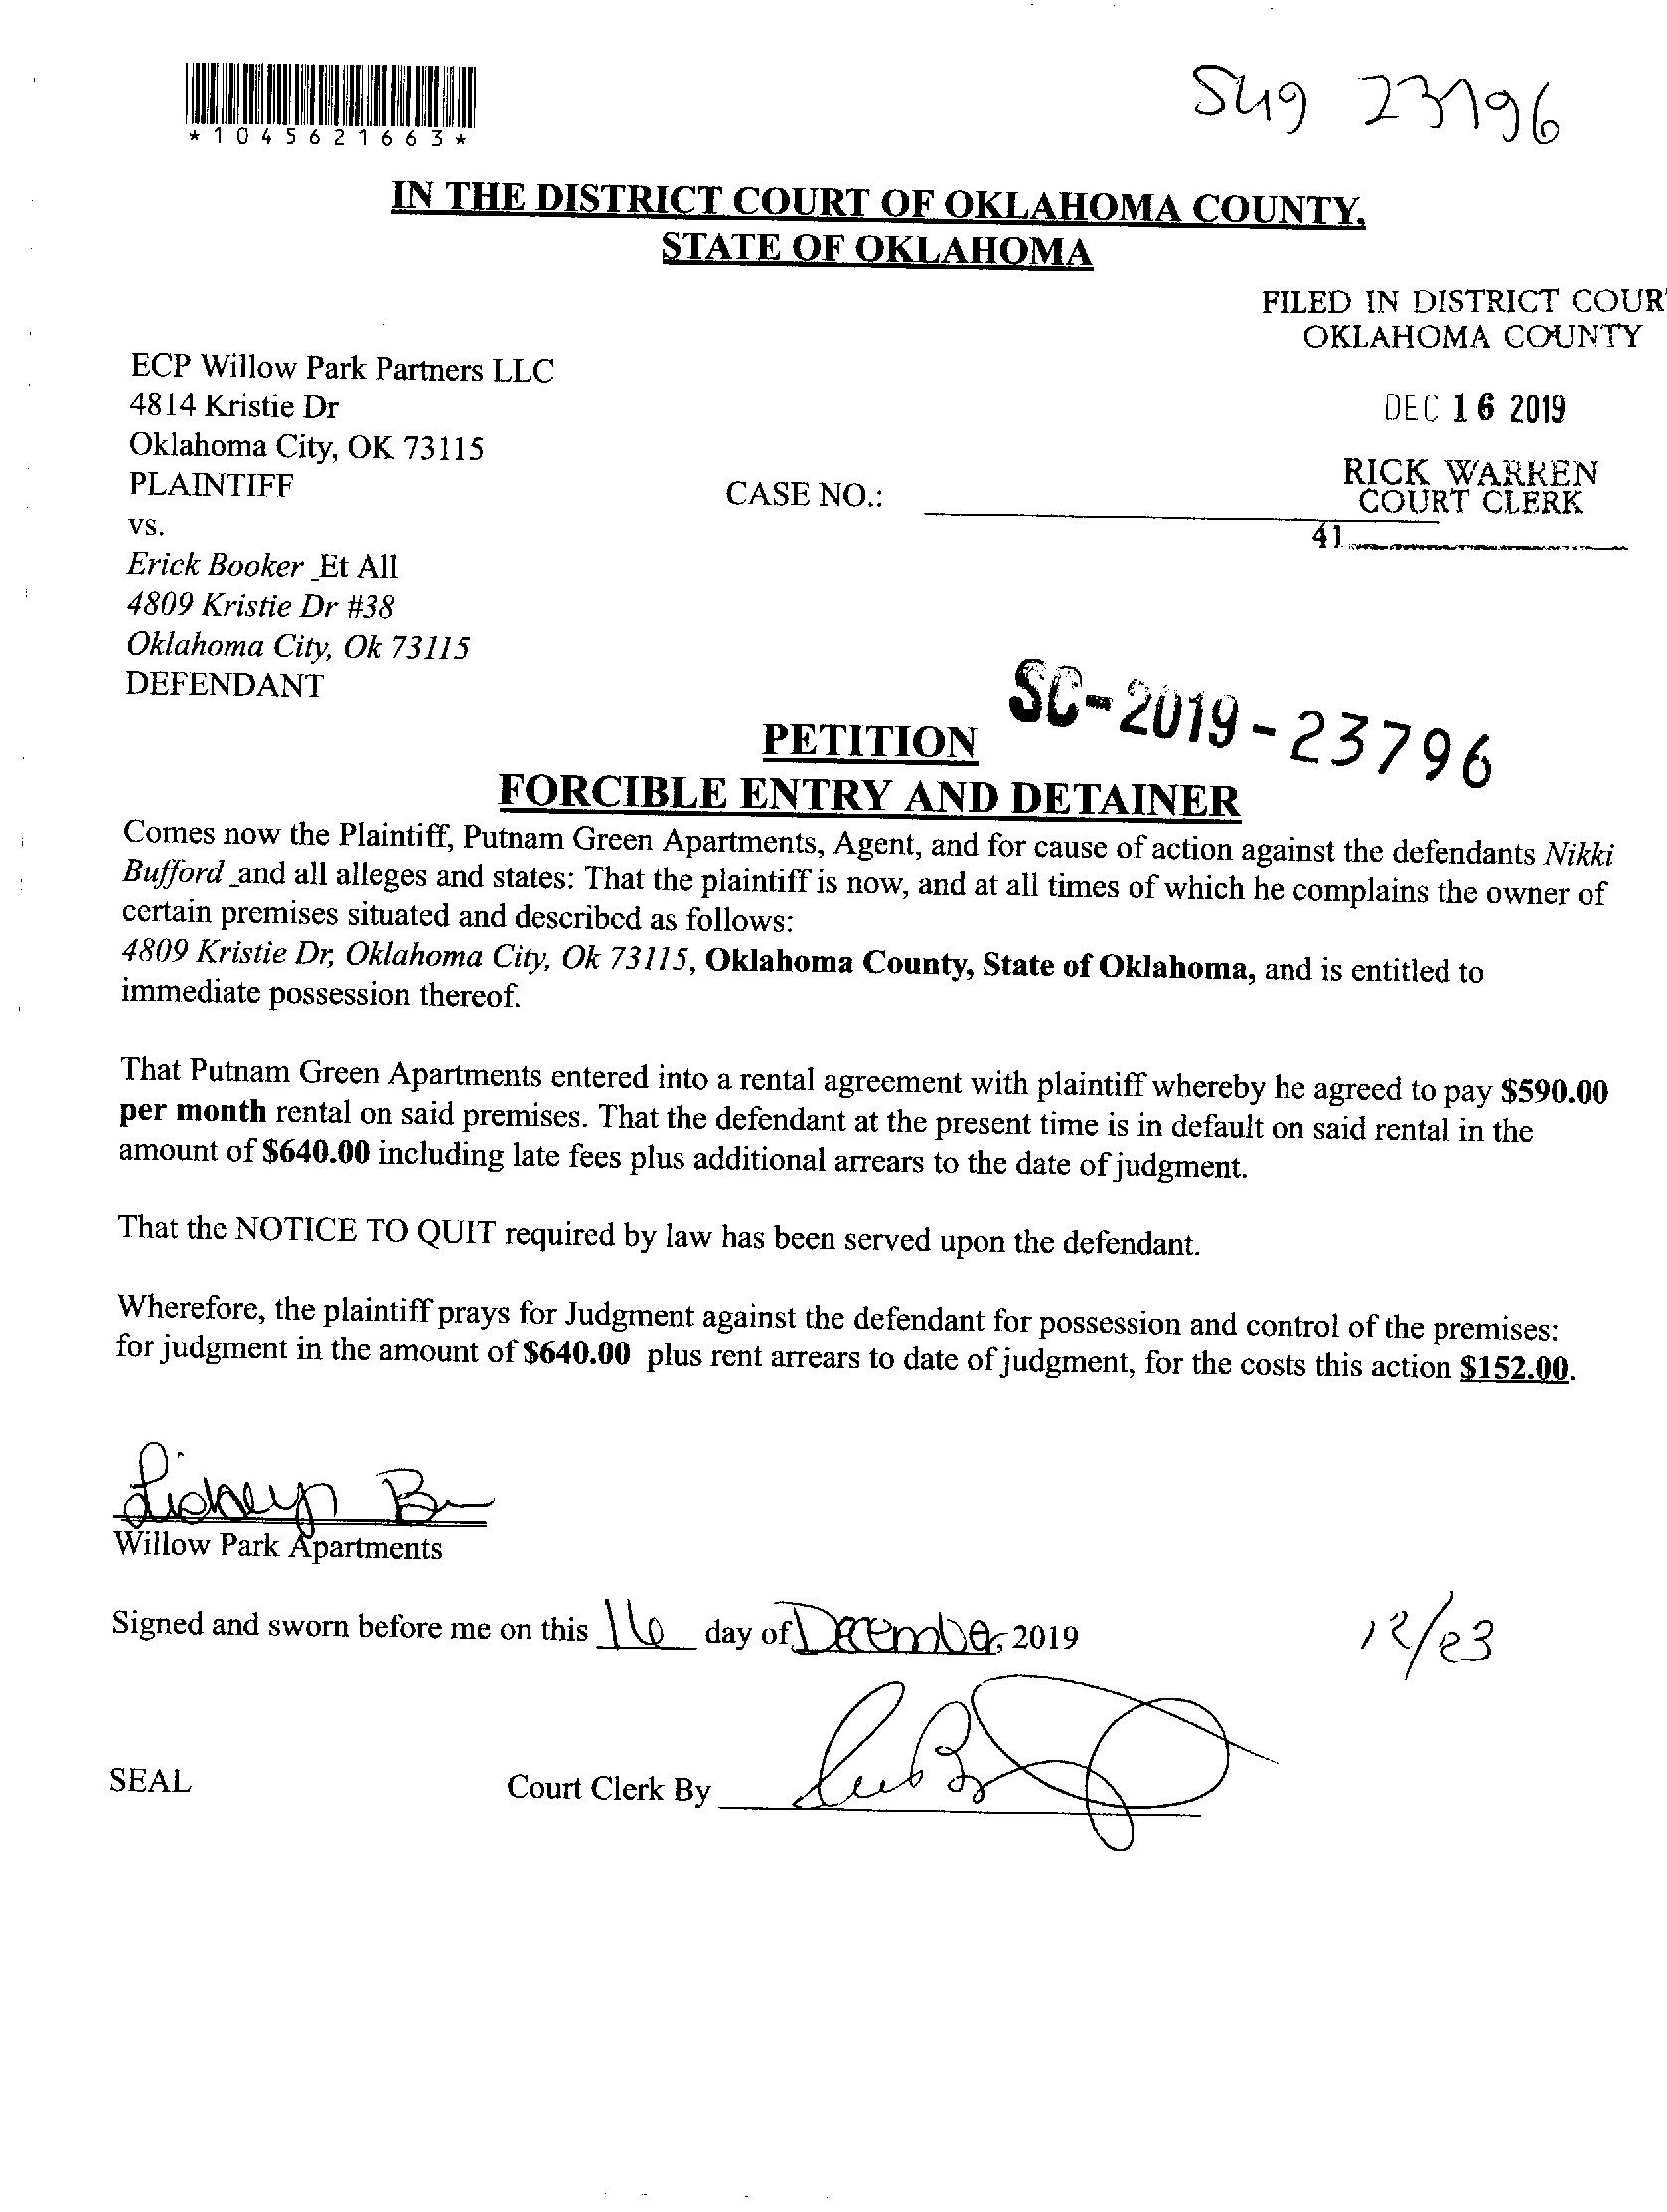 *1045621663*
IN THE DISTRICT COURT OF OKLAHOMA COUNTY,
STATE OF OKLAHOMA
FILED IN DISTRICT COUR
OKLAHOMA COUNTY
DEC 16 2019
RICK WARREN
COURT CLERK
41
ECP Willow Park Partners LLC
4814 Kristie Dr
Oklahoma City, OK 73115
PLAINTIFF
CASE NO.:
vs.
Erick Booker Et All
4809 Kristie Dr #38
Oklahoma City, Ok 73115
DEFENDANT
SC-2019-23796
PETITION
FORCIBLE ENTRY AND DETAINER
Comes now the Plaintiff, Putnam Green Apartments, Agent, and for cause of action against the defendants Nikki
Bufford and all alleges and states: That the plaintiff is now, and at all times of which he complains the owner of
certain premises situated and described as follows:
4809 Kristie Dr, Oklahoma City, Ok 73115, Oklahoma County, State of Oklahoma, and is entitled to
immediate possession thereof.
That Putnam Green Apartments entered into a rental agreement with plaintiff whereby he agreed to pay $590.00
per month rental on said premises. That the defendant at the present time is in default on said rental in the
amount of $640.00 including late fees plus additional arrears to the date of judgment.
That the NOTICE TO QUIT required by law has been served upon the defendant.
Wherefore, the plaintiff prays for Judgment against the defendant for possession and control of the premises:
for judgment in the amount of $640.00 plus rent arrears to date of judgment, for the costs this action $152.00.
Willow Park Apartments
Signed and sworn before me on this 16 day of December, 2019
12/23
SEAL
Court Clerk By